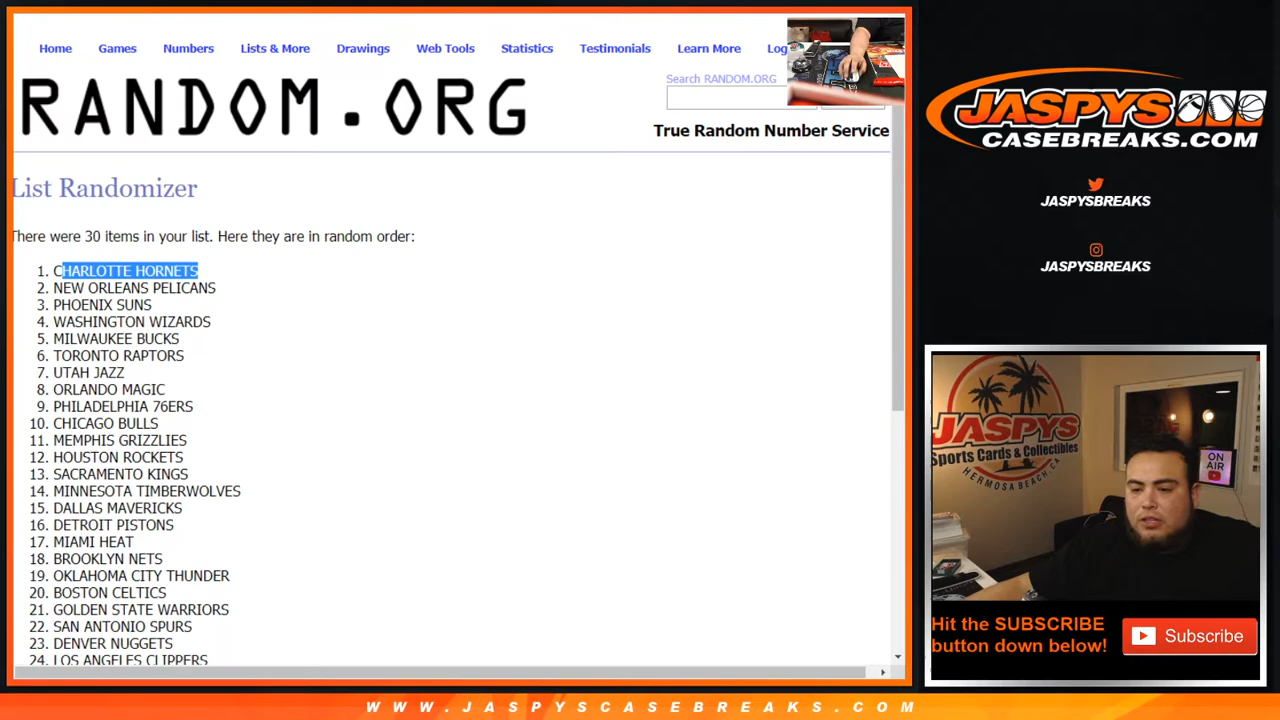 Home Games Numbers Lists & More Drawings Web Tools Statistics Testimonials Learn More Log
RANDOM.ORG
Search RANDOM.ORG
True Random Number Service
List Randomizer
There were 30 items in your list. Here they are in random order:
1. CHARLOTTE HORNETS
2. NEW ORLEANS PELICANS
3. PHOENIX SUNS
4. WASHINGTON WIZARDS
5. MILWAUKEE BUCKS
6. TORONTO RAPTORS
7. UTAH JAZZ
8. ORLANDO MAGIC
9. PHILADELPHIA 76ERS
10. CHICAGO BULLS
11. MEMPHIS GRIZZLIES
12. HOUSTON ROCKETS
13. SACRAMENTO KINGS
14. MINNESOTA TIMBERWOLVES
15. DALLAS MAVERICKS
16. DETROIT PISTONS
17. MIAMI HEAT
18. BROOKLYN NETS
19. OKLAHOMA CITY THUNDER
20. BOSTON CELTICS
21. GOLDEN STATE WARRIORS
22. SAN ANTONIO SPURS
23. DENVER NUGGETS
24. LOS ANGELES CLIPPERS
JASPYS
CASEBREAKS.COM
JASPYSBREAKS
JASPYSBREAKS
JASPYS
Sports Cards & Collectibles
HERMOSA BEACH, CA
ON AIR
Hit the SUBSCRIBE
button down below!
Subscribe
WWW.JASPYSCASEBREAKS.COM